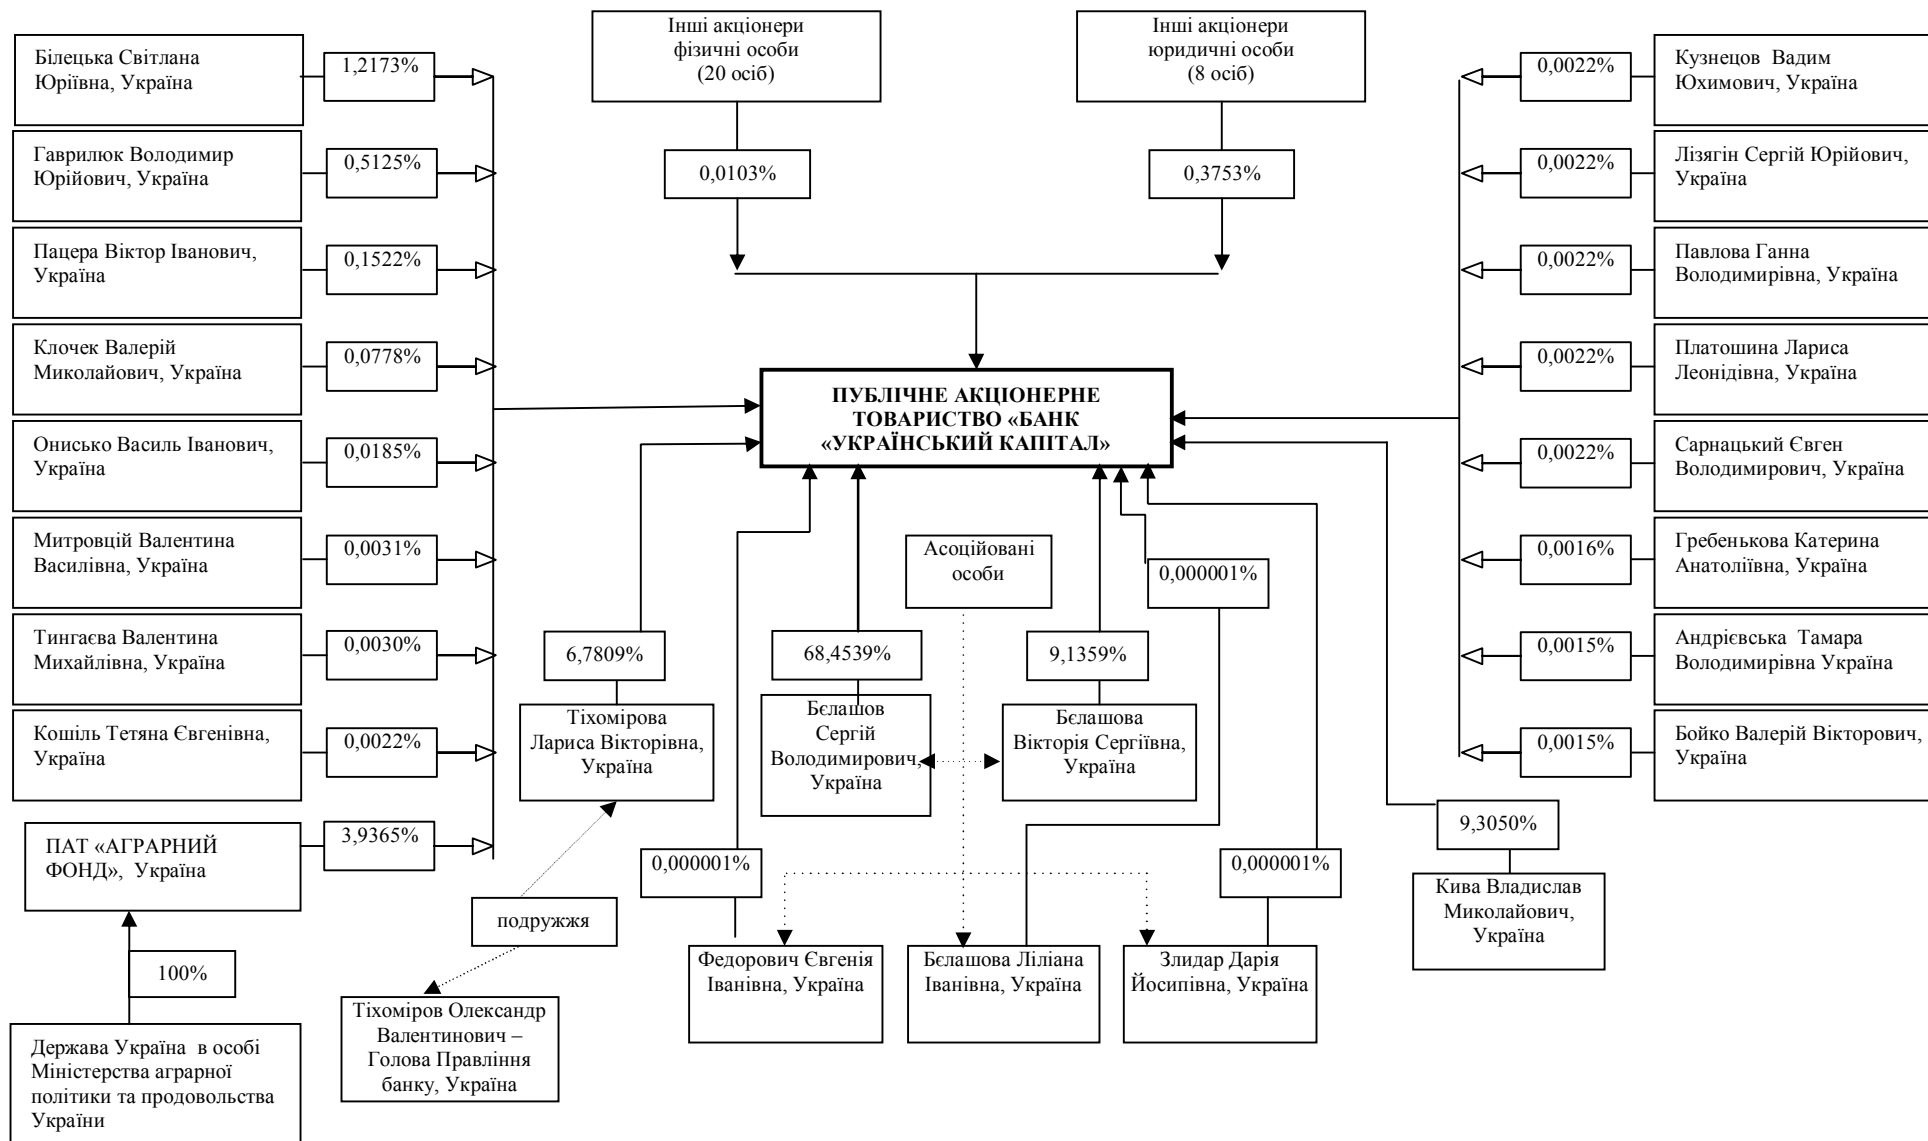 Інші акціонери
фізичні особи
(20 осіб)
0,0103%
Інші акціонери
юридичні особи
(8 осіб)
0,3753%
Білецька Світлана
Юріївна, Україна
1,2173%
Гаврилюк Володимир
Юрійович, Україна
0,5125%
Пацера Віктор Іванович,
Україна
0,1522%
Клочек Валерій
Миколайович, Україна
0,0778%
Онисько Василь Іванович,
Україна
0,0185%
Митровцій Валентина
Василівна, Україна
0,0031%
Тингаєва Валентина
Михайлівна, Україна
0,0030%
Кошіль Тетяна Євгенівна,
Україна
0,0022%
ПАТ «АГРАРНИЙ
ФОНД»,  Україна
3,9365%
100%
Держава Україна  в особі
Міністерства аграрної
політики та продовольства
України
ПУБЛІЧНЕ АКЦІОНЕРНЕ
ТОВАРИСТВО «БАНК
«УКРАЇНСЬКИЙ КАПІТАЛ»
Асоційовані
особи
0,000001%
6,7809%
68,4539%
9,1359%
Тіхомірова
Лариса Вікторівна,
Україна
Бєлашов
Сергій
Володимирович,
Україна
Бєлашова
Вікторія Сергіївна,
Україна
0,000001%
0,000001%
подружжя
Тіхоміров Олександр
Валентинович –
Голова Правління
банку, Україна
Федорович Євгенія
Іванівна, Україна
Бєлашова Ліліана
Іванівна, Україна
Злидар Дарія
Йосипівна, Україна
9,3050%
Кива Владислав
Миколайович,
Україна
0,0022%
Кузнецов  Вадим
Юхимович, Україна
0,0022%
Лізягін Сергій Юрійович,
Україна
0,0022%
Павлова Ганна
Володимирівна, Україна
0,0022%
Платошина Лариса
Леонідівна, Україна
0,0022%
Сарнацький Євген
Володимирович, Україна
0,0016%
Гребенькова Катерина
Анатоліївна, Україна
0,0015%
Андрієвська  Тамара
Володимирівна Україна
0,0015%
Бойко Валерій Вікторович,
Україна